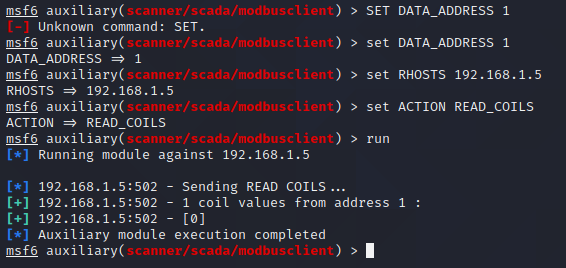 msf6 auxiliary(scanner/scada/modbusclient) > SET DATA_ADDRESS 1
[-] Unknown command: SET.
msf6 auxiliary(scanner/scada/modbusclient) > set DATA_ADDRESS 1
DATA_ADDRESS => 1
msf6 auxiliary(scanner/scada/modbusclient) > set RHOSTS 192.168.1.5
RHOSTS => 192.168.1.5
msf6 auxiliary(scanner/scada/modbusclient) > set ACTION READ_COILS
ACTION => READ_COILS
msf6 auxiliary(scanner/scada/modbusclient) > run
[*] Running module against 192.168.1.5
[*] 192.168.1.5:502 - Sending READ COILS...
[+] 192.168.1.5:502 - 1 coil values from address 1 :
[+] 192.168.1.5:502 - [0]
[*] Auxiliary module execution completed
msf6 auxiliary(scanner/scada/modbusclient) >